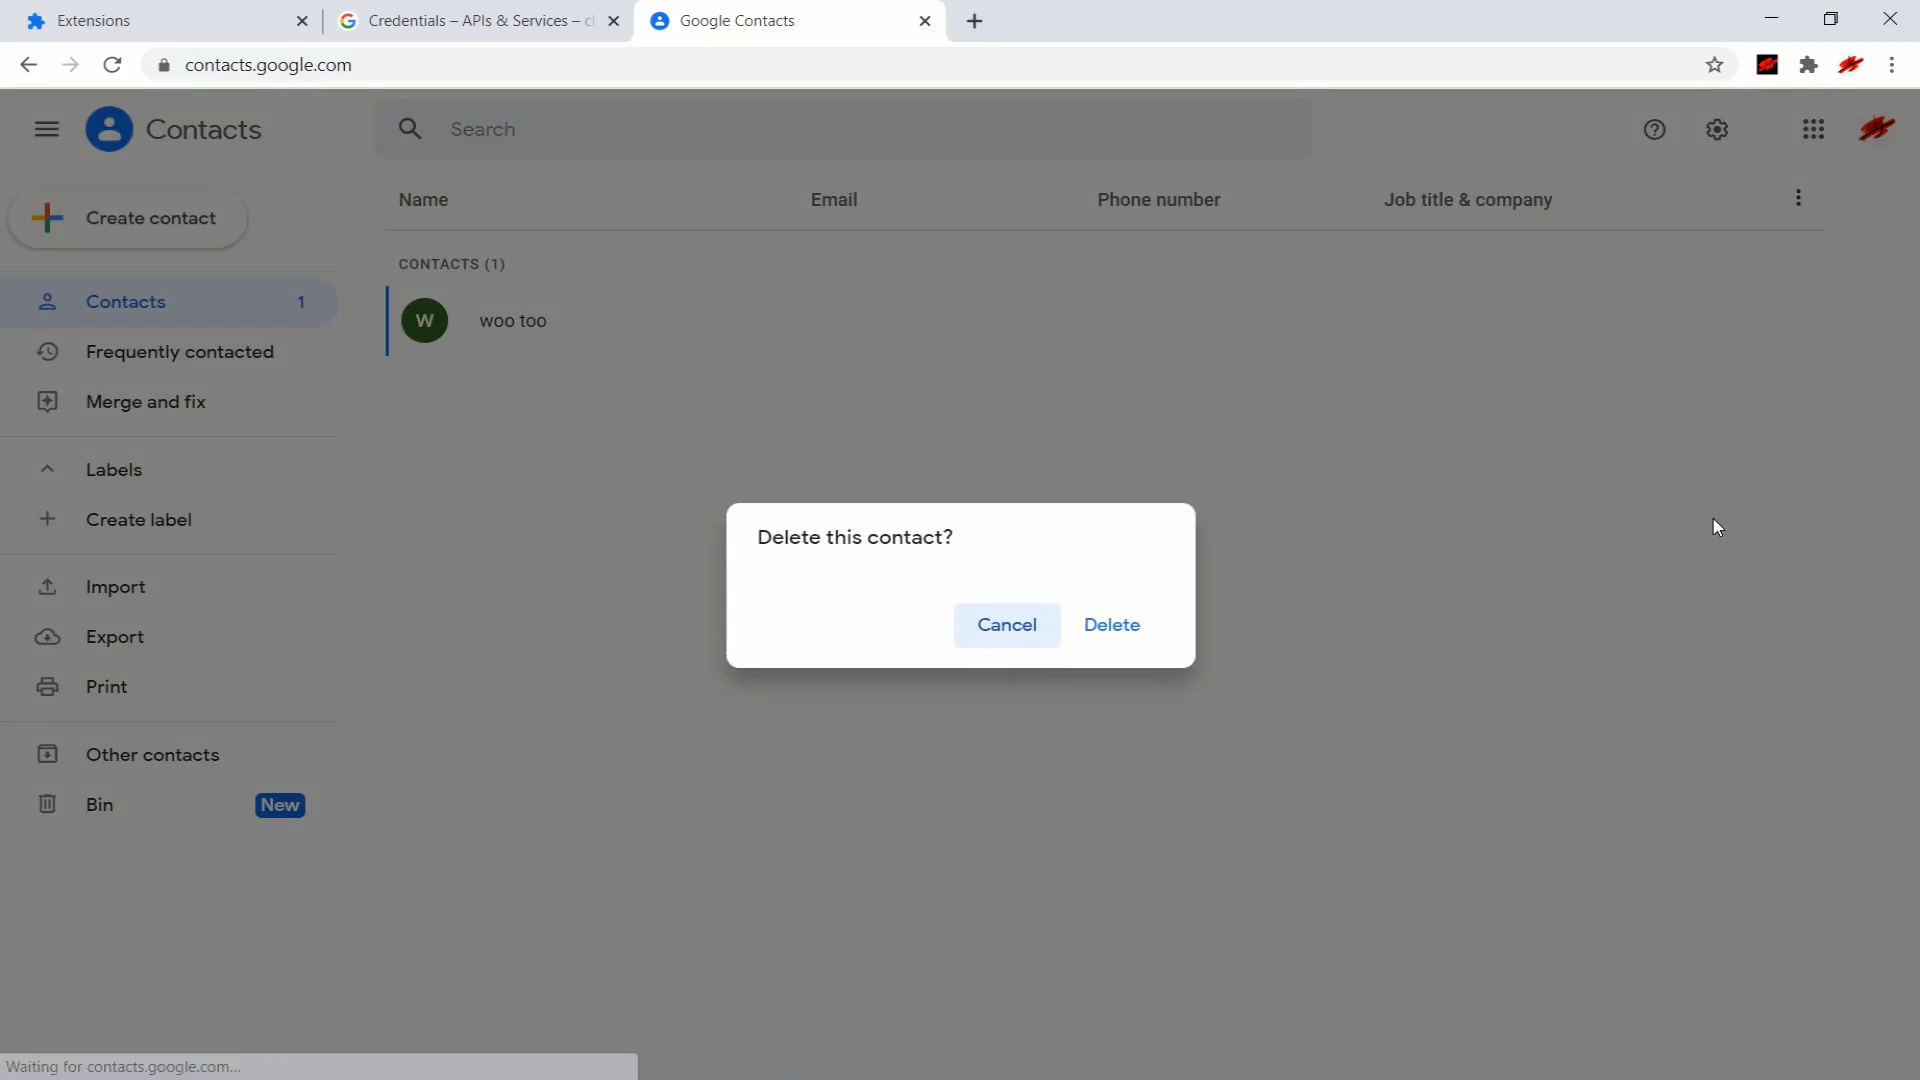 Extensions
Credentials – APIs & Services –
Google Contacts
contacts.google.com
Contacts
Search
Create contact
Name
Email
Phone number
Job title & company
CONTACTS (1)
Contacts
1
W
woo too
Frequently contacted
Merge and fix
Labels
Create label
Delete this contact?
Cancel
Delete
Import
Export
Print
Other contacts
Bin
New
Waiting for contacts.google.com...